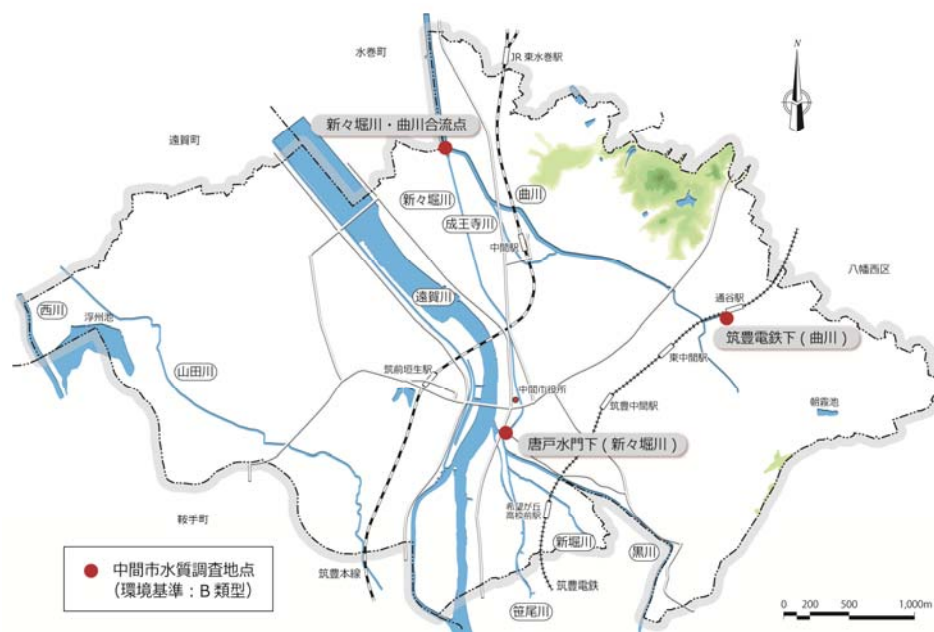 水巻町
JR 東水巻駅
N
新々堀川・曲川合流点
遠賀町
新々堀川
曲川
成王寺川
中間駅
八幡西区
西川
浮州池
遠賀川
通谷駅
筑豊電鉄下 ( 曲川 )
山田川
筑前垣生駅
東中間駅
中間市役所
筑豊中間駅
朝霧池
唐戸水門下 ( 新々堀川 )
鞍手町
希望が丘
高校前駅
新堀川
黒川
中間市水質調査地点
（環境基準：B 類型）
筑豊本線
筑豊電鉄
笹尾川
0 200 500 1,000m